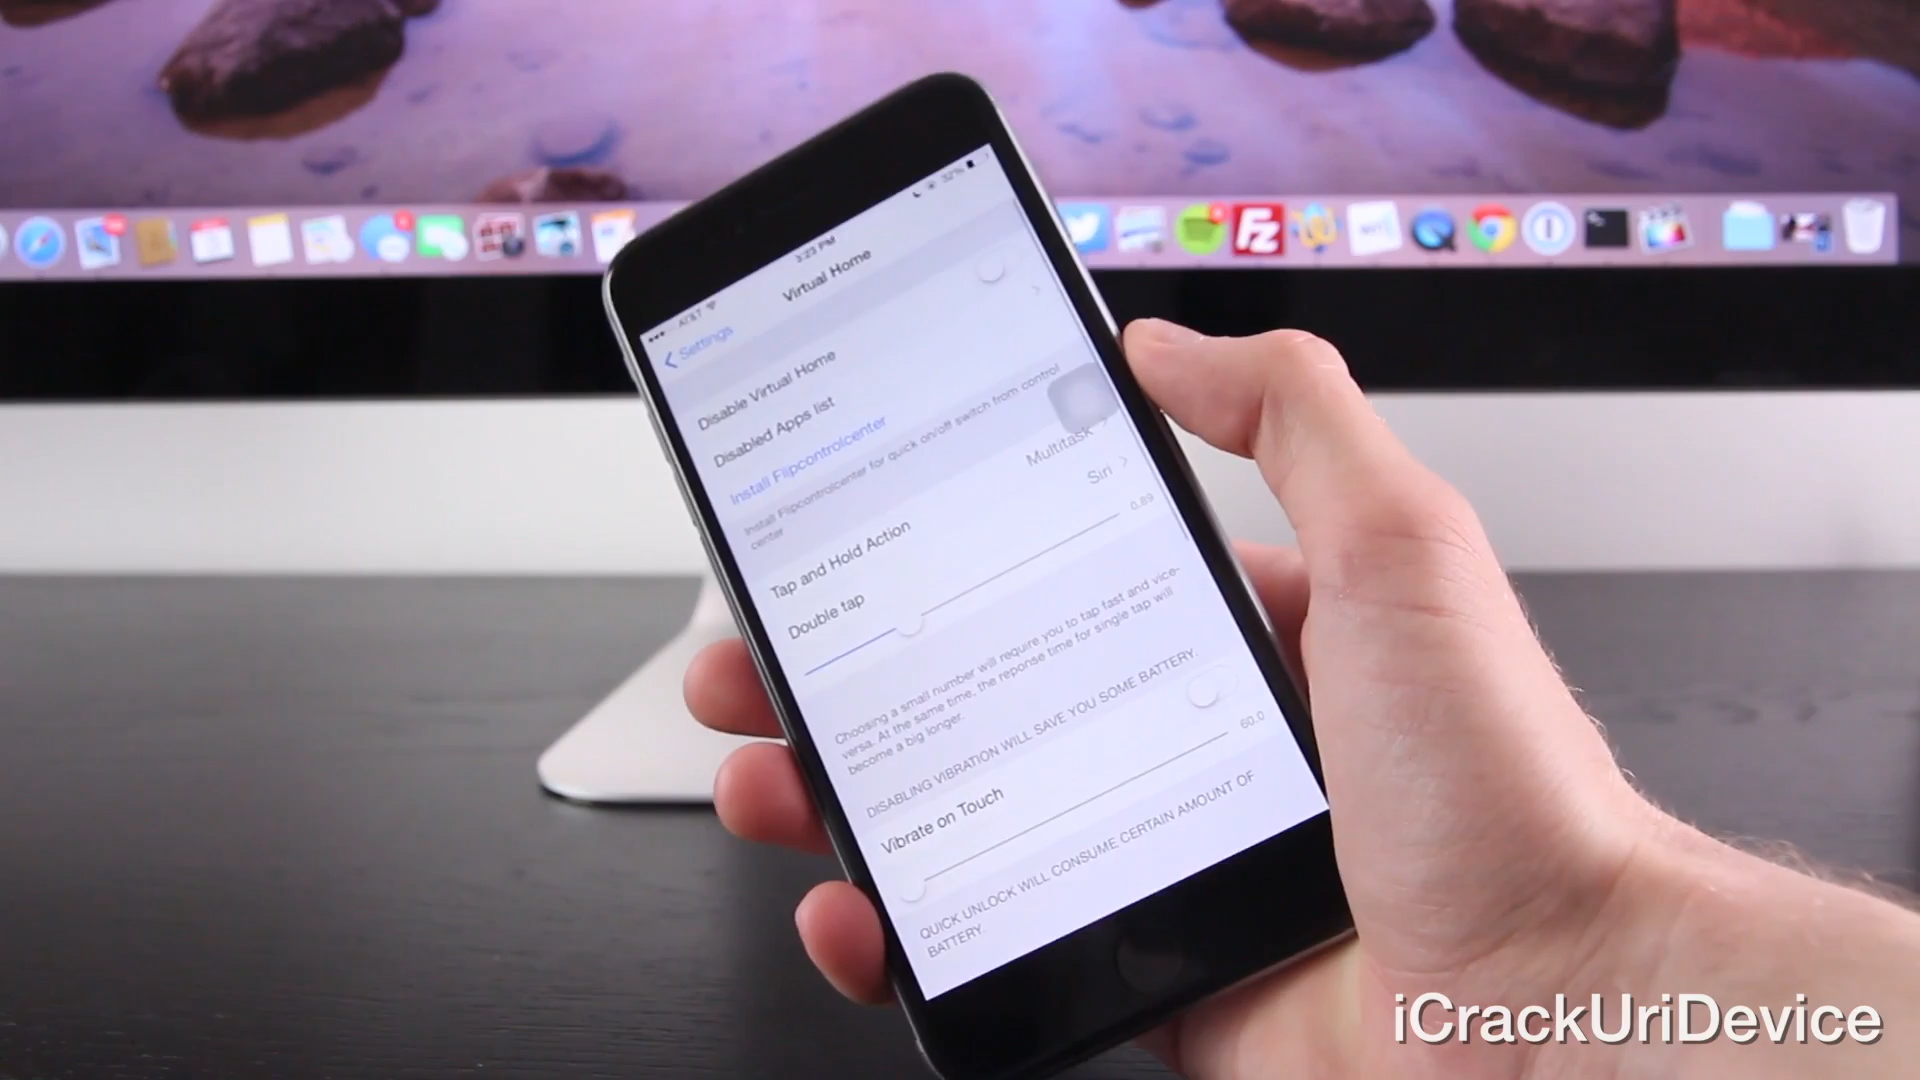 AT&T
3:23 PM
32%
Settings
Virtual Home
Disable Virtual Home
Disabled Apps list
Install Flipcontrolcenter
Install Flipcontrolcenter for quick on/off switch from control
center
Tap and Hold Action
Multitask
Double tap
Siri
0.89
Choosing a small number will require you to tap fast and vice-
versa. At the same time, the reponse time for single tap will
become a big longer.
DISABLING VIBRATION WILL SAVE YOU SOME BATTERY.
Vibrate on Touch
60.0
QUICK UNLOCK WILL CONSUME CERTAIN AMOUNT OF
BATTERY.
FZ
iCrackUriDevice